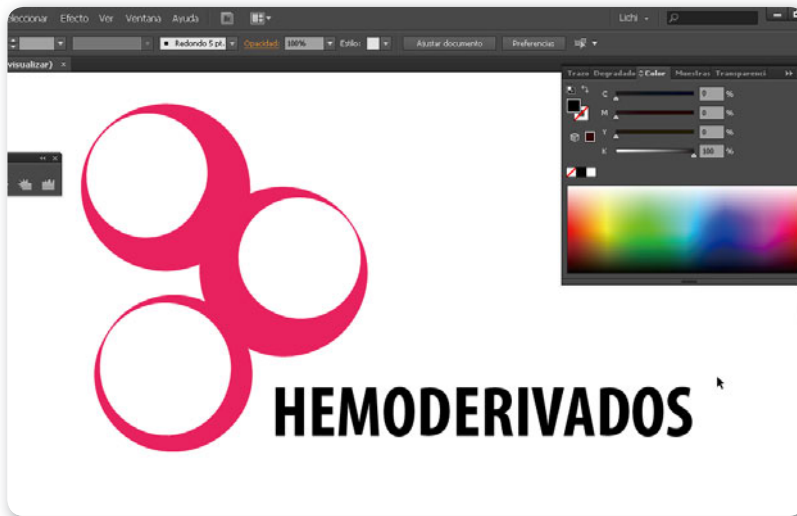 eleccionar Efecto Ver Ventana Ayuda Br Lichi
Redondo 5 pt. Opacidad: 100% Estilo: Ajustar documento Preferencias
visualizar) ×
Trazo Degradado Color Muestras Transparenci
C 0 %
M 0 %
Y 0 %
K 100 %
HEMODERIVADOS